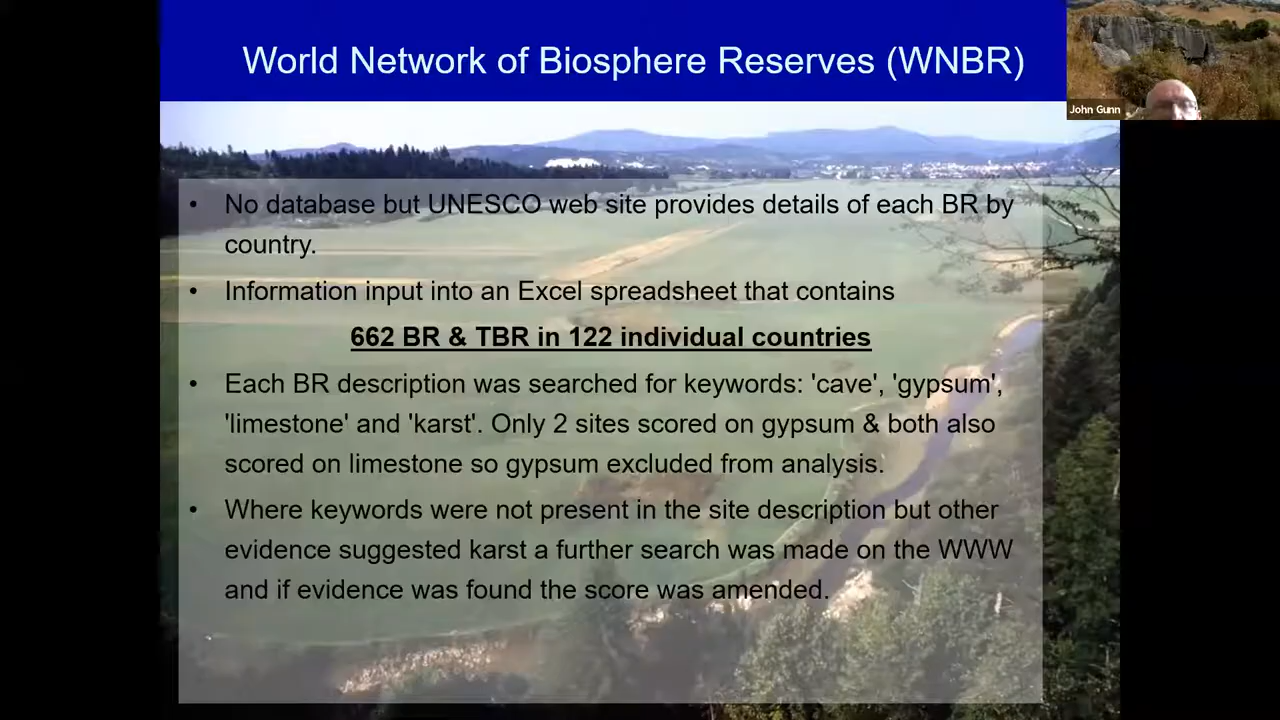 World Network of Biosphere Reserves (WNBR)
John Gunn
• No database but UNESCO web site provides details of each BR by
country.
• Information input into an Excel spreadsheet that contains
662 BR & TBR in 122 individual countries
• Each BR description was searched for keywords: 'cave', 'gypsum',
'limestone' and 'karst'. Only 2 sites scored on gypsum & both also
scored on limestone so gypsum excluded from analysis.
• Where keywords were not present in the site description but other
evidence suggested karst a further search was made on the WWW
and if evidence was found the score was amended.